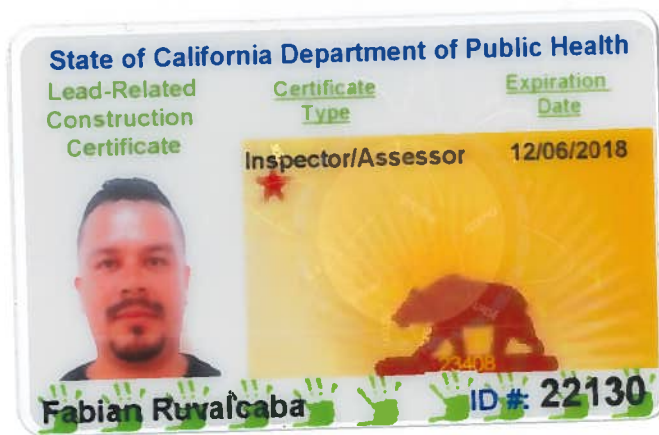 State of California Department of Public Health
Lead-Related
Construction
Certificate
Certificate
Type
Expiration
Date
Inspector/Assessor
12/06/2018
23408
Fabian Ruvalcaba
ID #: 22130